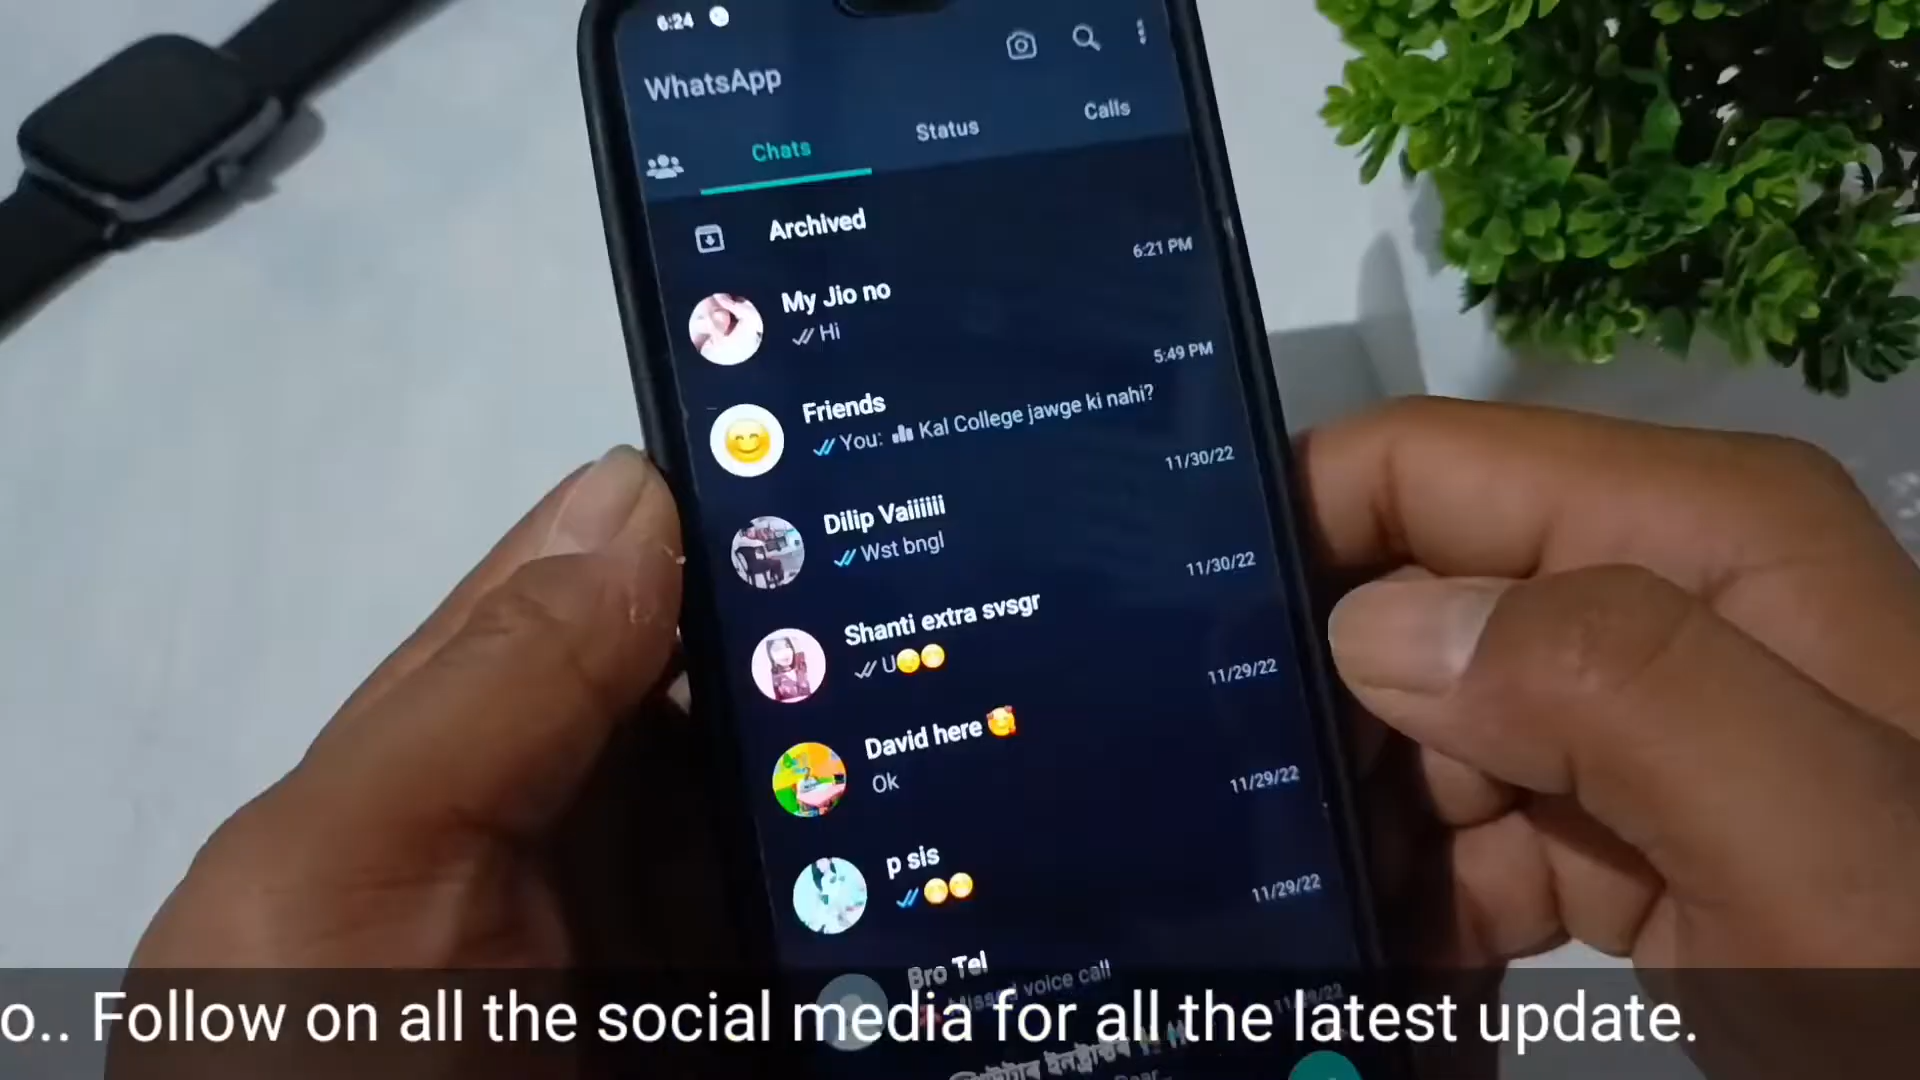 6:24
WhatsApp
Chats
Status
Calls
Archived
My Jio no
6:21 PM
Hi
Friends
5:49 PM
You: Kal College jawge ki nahi?
Dilip Vaiiiiii
11/30/22
Wst bngl
Shanti extra svsgr
11/30/22
U😊😁
David here 🥰
11/29/22
Ok
p sis
11/29/22
😁😁
Bro Tel
11/29/22
Missed voice call
o.. Follow on all the social media for all the latest update.